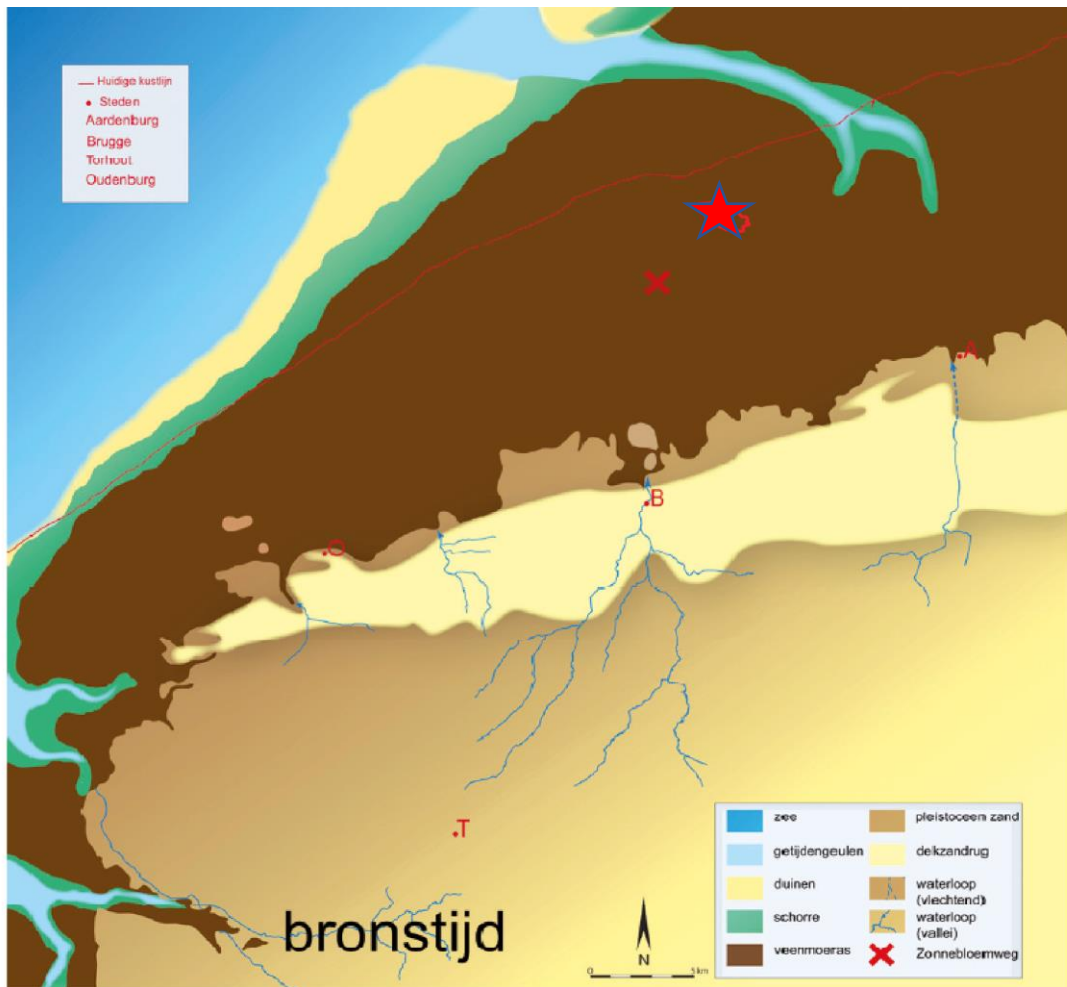 Huidige kustlijn
Steden
Aardenburg
Brugge
Torhout
Oudenburg
A
B
O
T
bronstijd
N
0 5 km
zee
getijdengeulen
duinen
schorre
veenmoeras
pleistoceen zand
dekzandrug
waterloop
(vlechtend)
waterloop
(vallei)
Zonnebloemweg